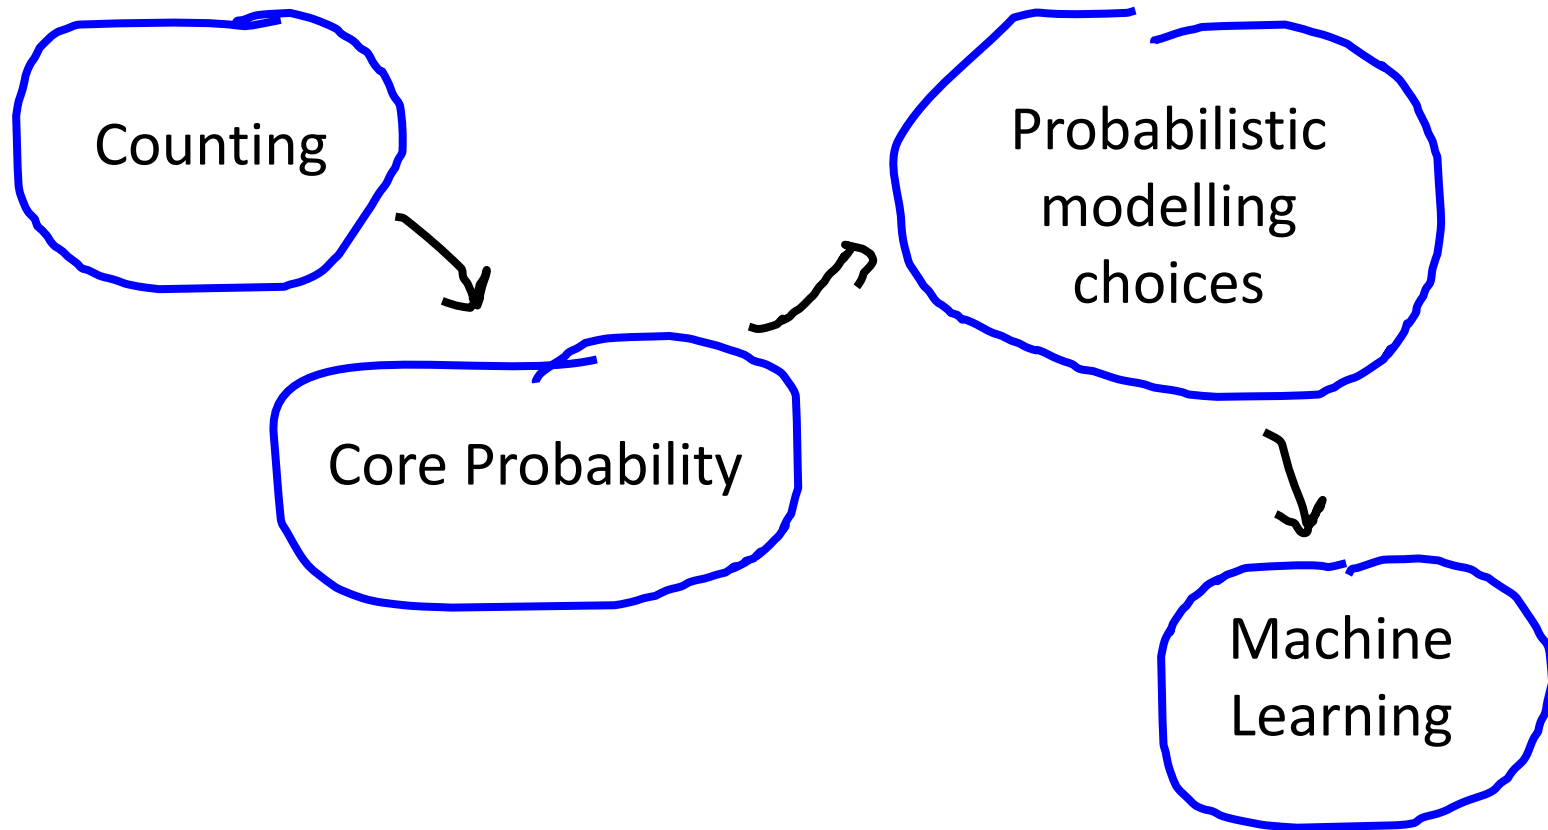 Counting
Core Probability
Probabilistic
modelling
choices
Machine
Learning